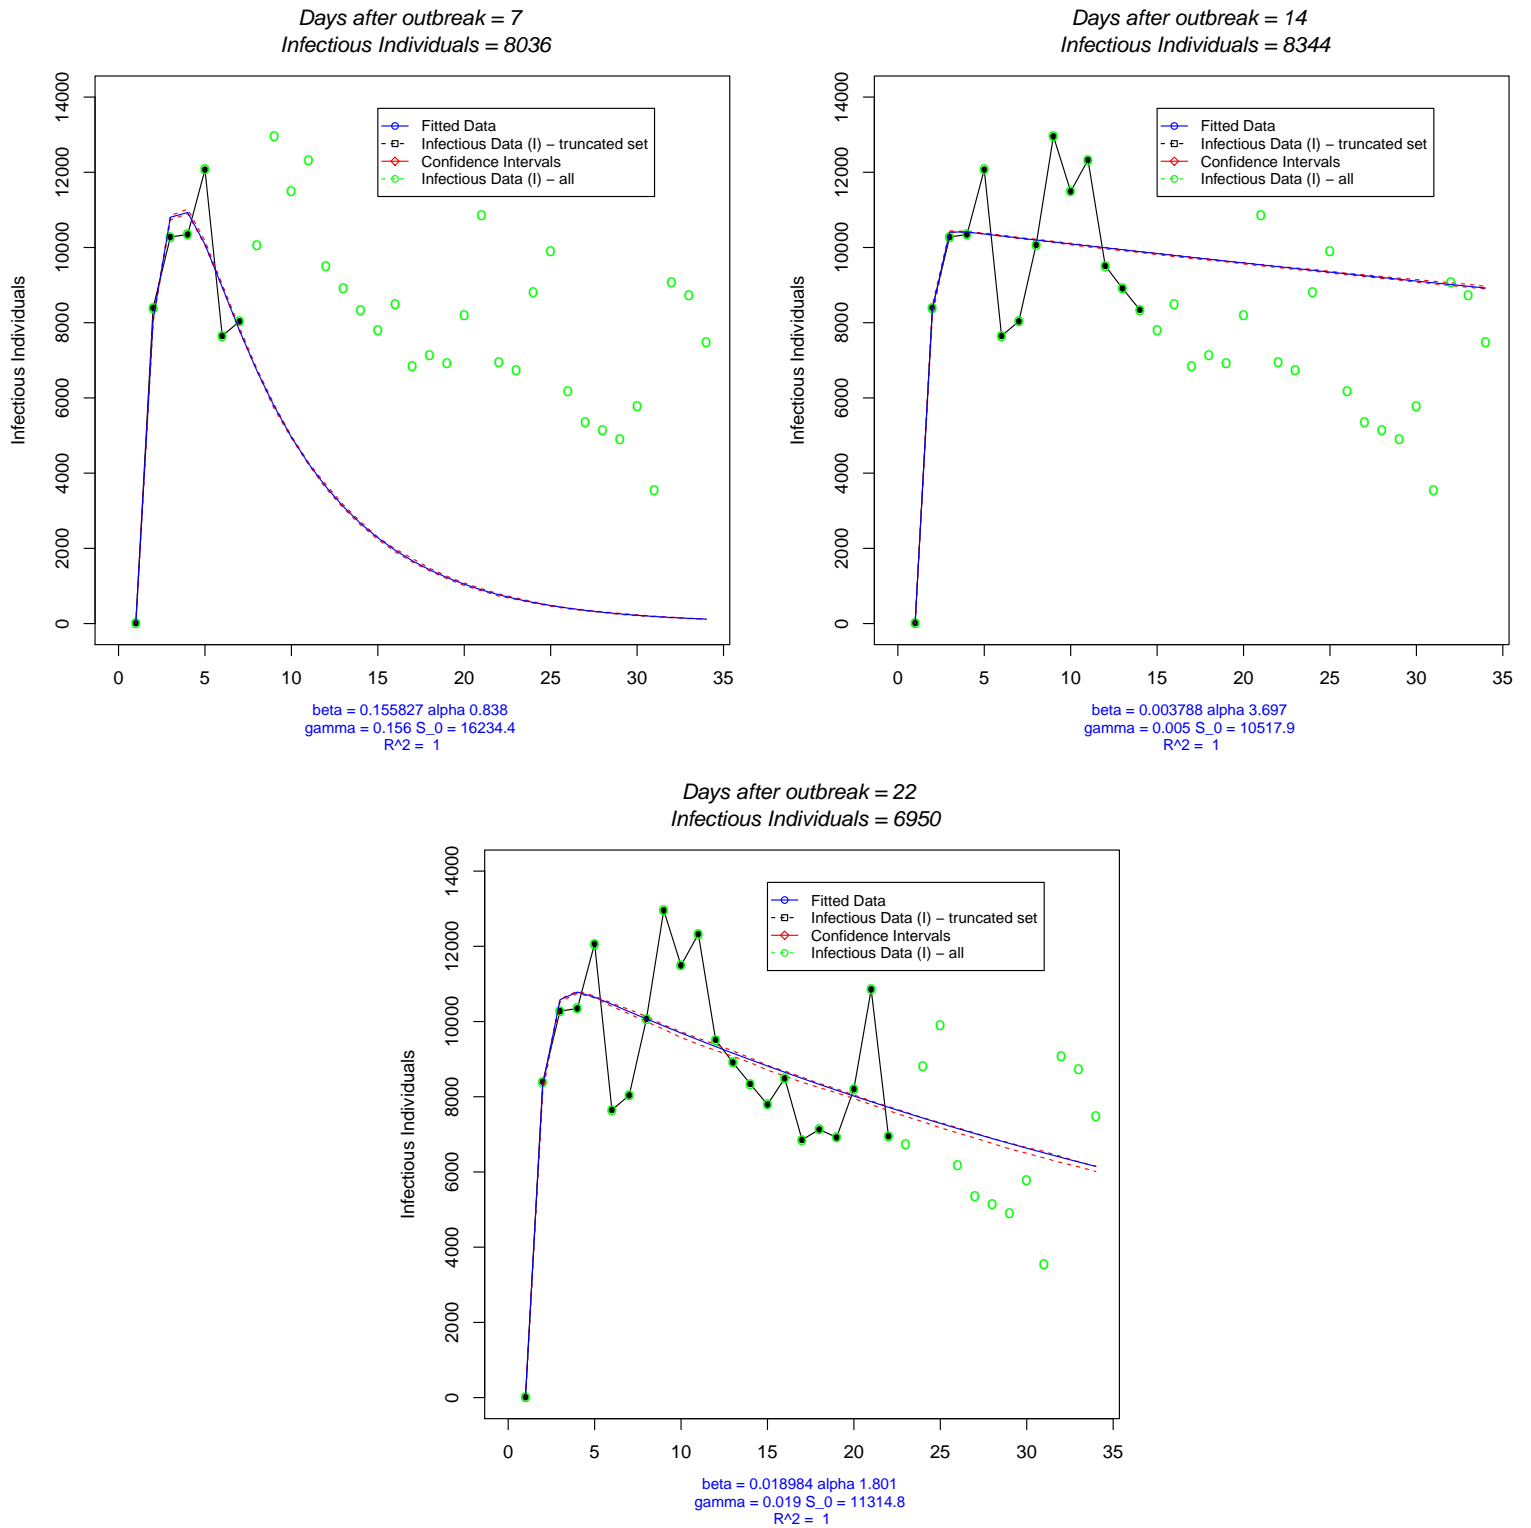 Days after outbreak = 7
Infectious Individuals = 8036
Infectious Individuals
14000
12000
10000
8000
6000
4000
2000
0
Fitted Data
Infectious Data (I) − truncated set
Confidence Intervals
Infectious Data (I) − all
0 5 10 15 20 25 30 35
beta = 0.155827 alpha 0.838
gamma = 0.156 S_0 = 16234.4
R^2 = 1
Days after outbreak = 14
Infectious Individuals = 8344
Infectious Individuals
14000
12000
10000
8000
6000
4000
2000
0
Fitted Data
Infectious Data (I) − truncated set
Confidence Intervals
Infectious Data (I) − all
0 5 10 15 20 25 30 35
beta = 0.003788 alpha 3.697
gamma = 0.005 S_0 = 10517.9
R^2 = 1
Days after outbreak = 22
Infectious Individuals = 6950
Infectious Individuals
14000
12000
10000
8000
6000
4000
2000
0
Fitted Data
Infectious Data (I) − truncated set
Confidence Intervals
Infectious Data (I) − all
0 5 10 15 20 25 30 35
beta = 0.018984 alpha 1.801
gamma = 0.019 S_0 = 11314.8
R^2 = 1